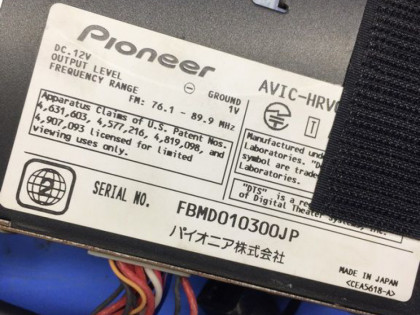 Pioneer
DC.12V
OUTPUT LEVEL
GROUND
1V
FREQUENCY RANGE
FM: 76.1 - 89.9 MHz
Apparatus Claims of U.S. Patent Nos.
4,631,603, 4,577,216, 4,819,098, and
4,907,093 licensed for limited
viewing uses only.
AVIC-HRV
Manufactured
Laboratories. "D
symbol are trade
Laboratories.
"DTS" is a
of Digital Theater Systems, Inc.
2
SERIAL NO.
FBMD010300JP
パイオニア株式会社
MADE IN JAPAN
<CEA5618-A>